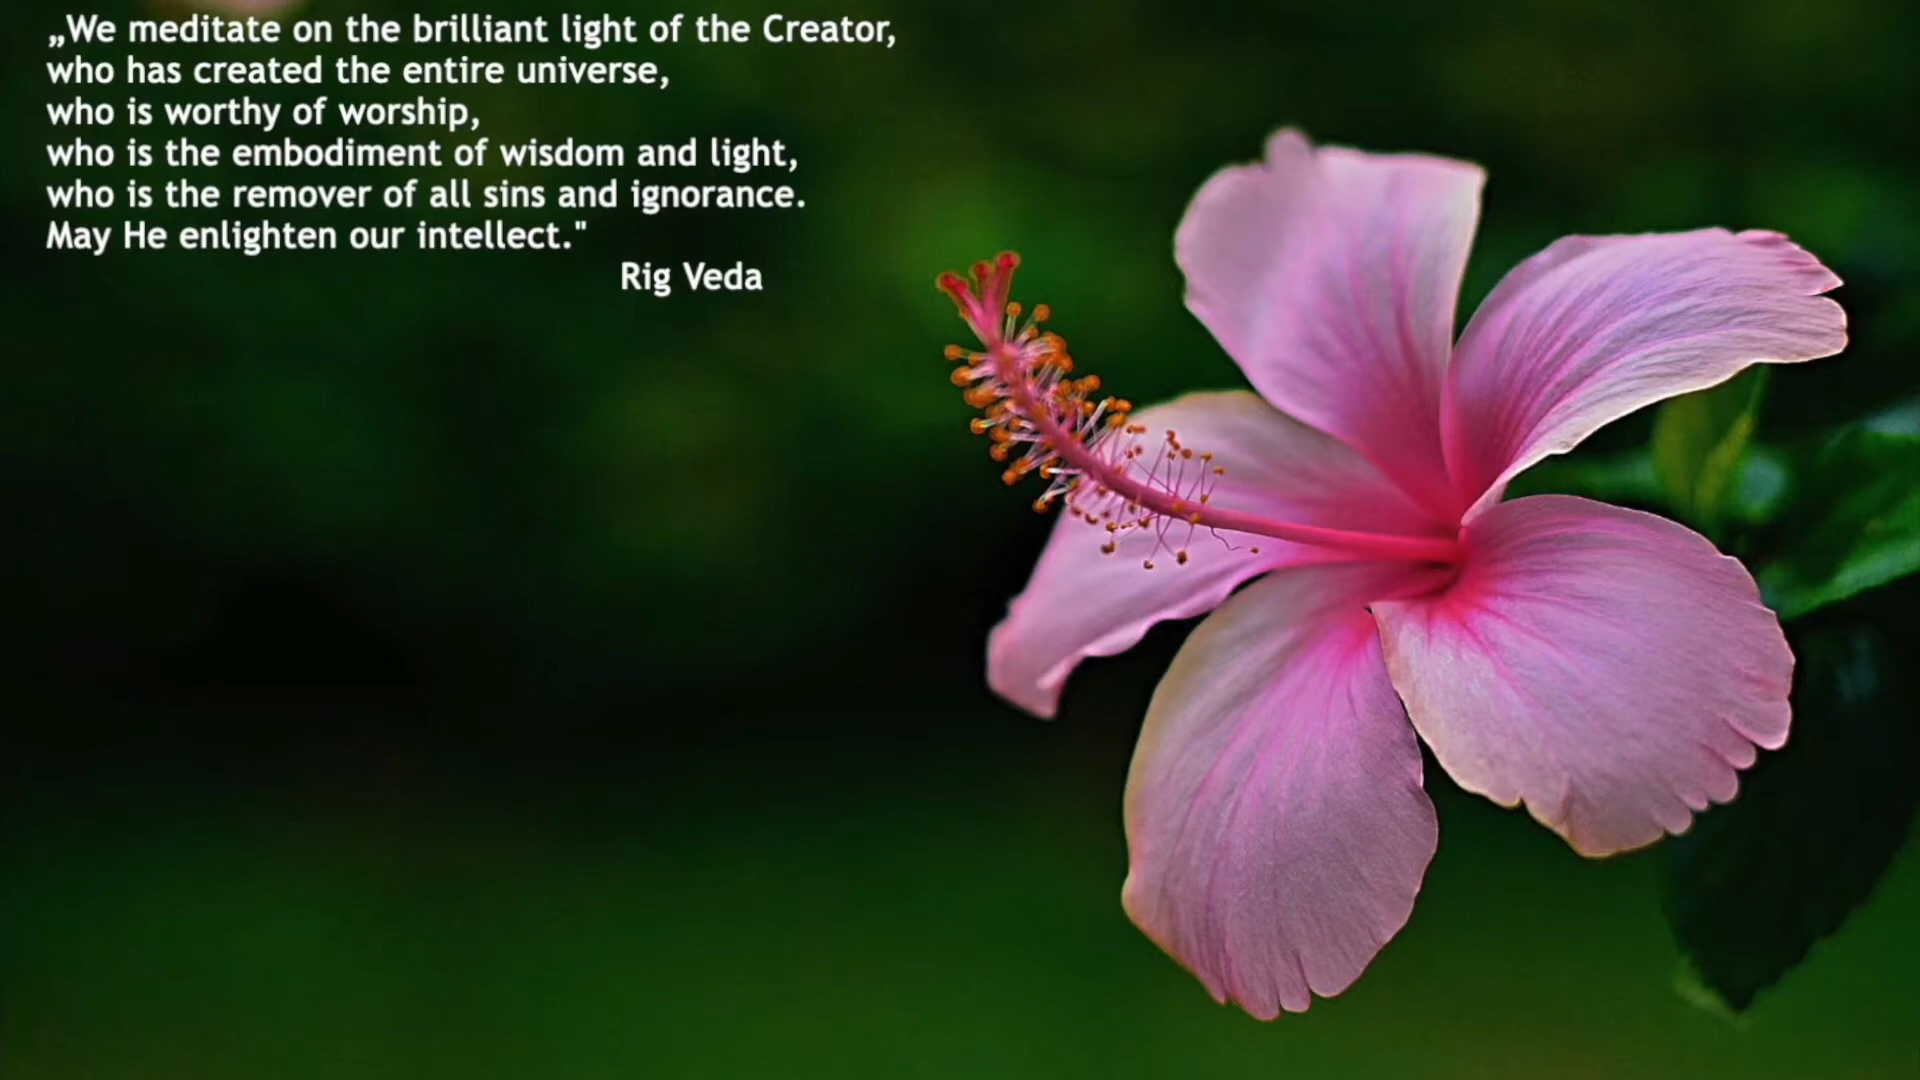 „We meditate on the brilliant light of the Creator,
who has created the entire universe,
who is worthy of worship,
who is the embodiment of wisdom and light,
who is the remover of all sins and ignorance.
May He enlighten our intellect."
Rig Veda